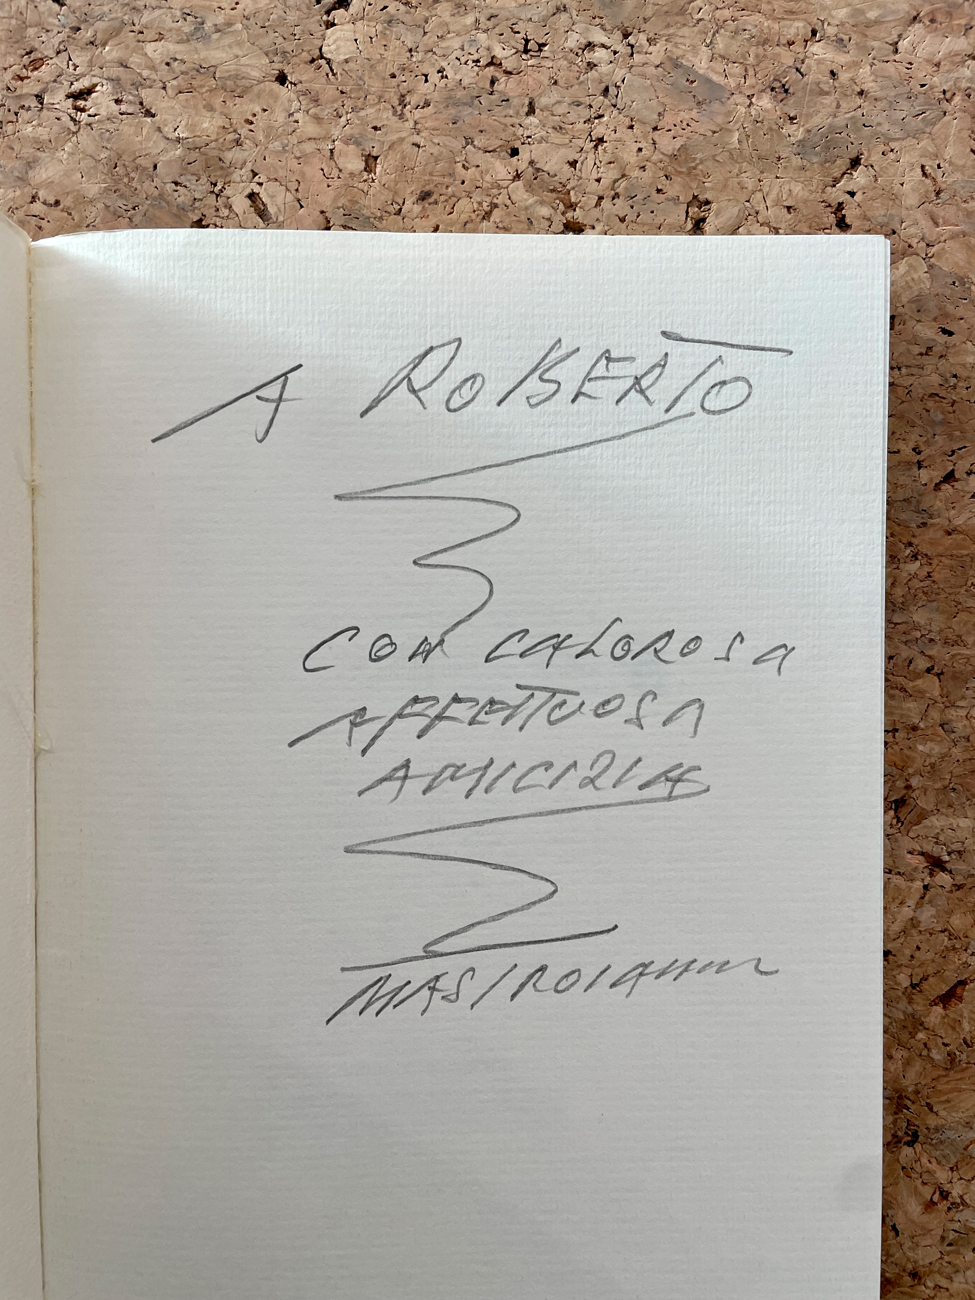 A ROBERTO
CON CALOROSA
AFFETTUOSA
AMICIZIA
MASTROIANNI